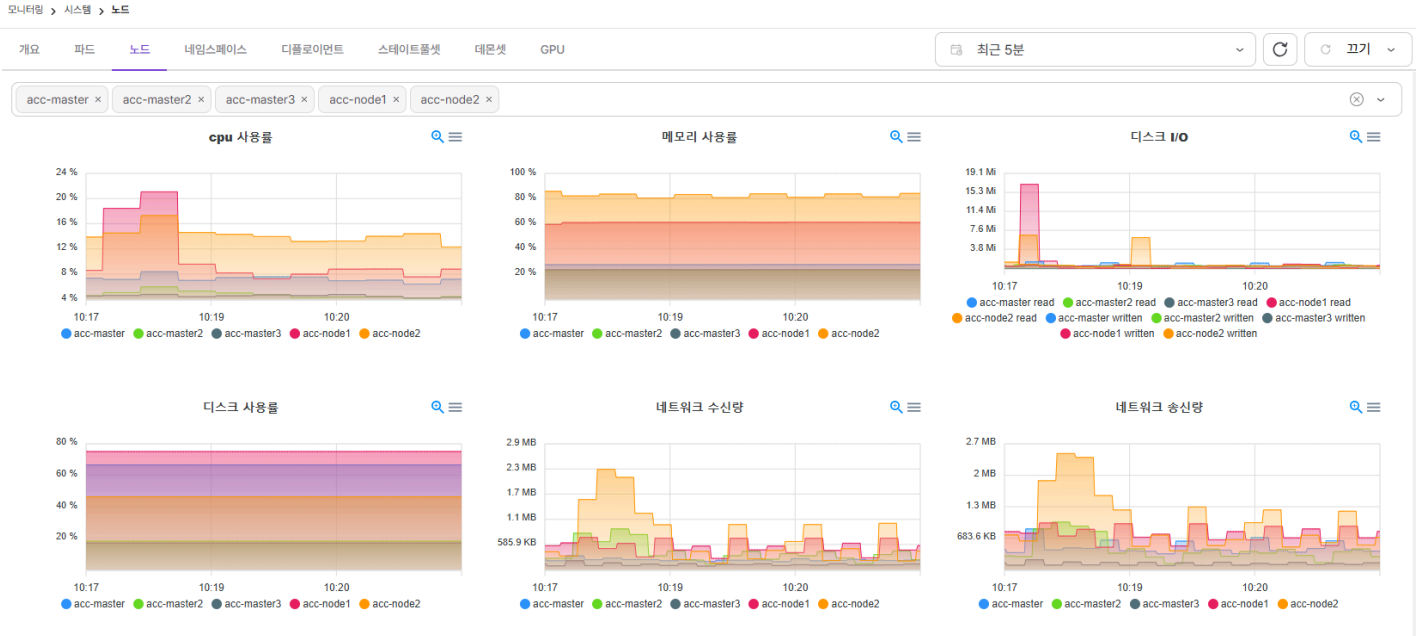 모니터링 > 시스템 > 노드
개요 파드 노드 네임스페이스 디플로이먼트 스테이트풀셋 데몬셋 GPU 최근 5분 끄기
acc-master × acc-master2 × acc-master3 × acc-node1 × acc-node2 ×
cpu 사용률
24 %
20 %
16 %
12 %
8 %
4 %
10:17 10:19 10:20
acc-master acc-master2 acc-master3 acc-node1 acc-node2
메모리 사용률
100 %
80 %
60 %
40 %
20 %
10:17 10:19 10:20
acc-master acc-master2 acc-master3 acc-node1 acc-node2
디스크 I/O
19.1 Mi
15.3 Mi
11.4 Mi
7.6 Mi
3.8 Mi
10:17 10:19 10:20
acc-master read acc-master2 read acc-master3 read acc-node1 read
acc-node2 read acc-master written acc-master2 written acc-master3 written
acc-node1 written acc-node2 written
디스크 사용률
80 %
60 %
40 %
20 %
10:17 10:19 10:20
acc-master acc-master2 acc-master3 acc-node1 acc-node2
네트워크 수신량
2.9 MB
2.3 MB
1.7 MB
1.1 MB
585.9 KB
10:17 10:19 10:20
acc-master acc-master2 acc-master3 acc-node1 acc-node2
네트워크 송신량
2.7 MB
2 MB
1.3 MB
683.6 KB
10:17 10:19 10:20
acc-master acc-master2 acc-master3 acc-node1 acc-node2